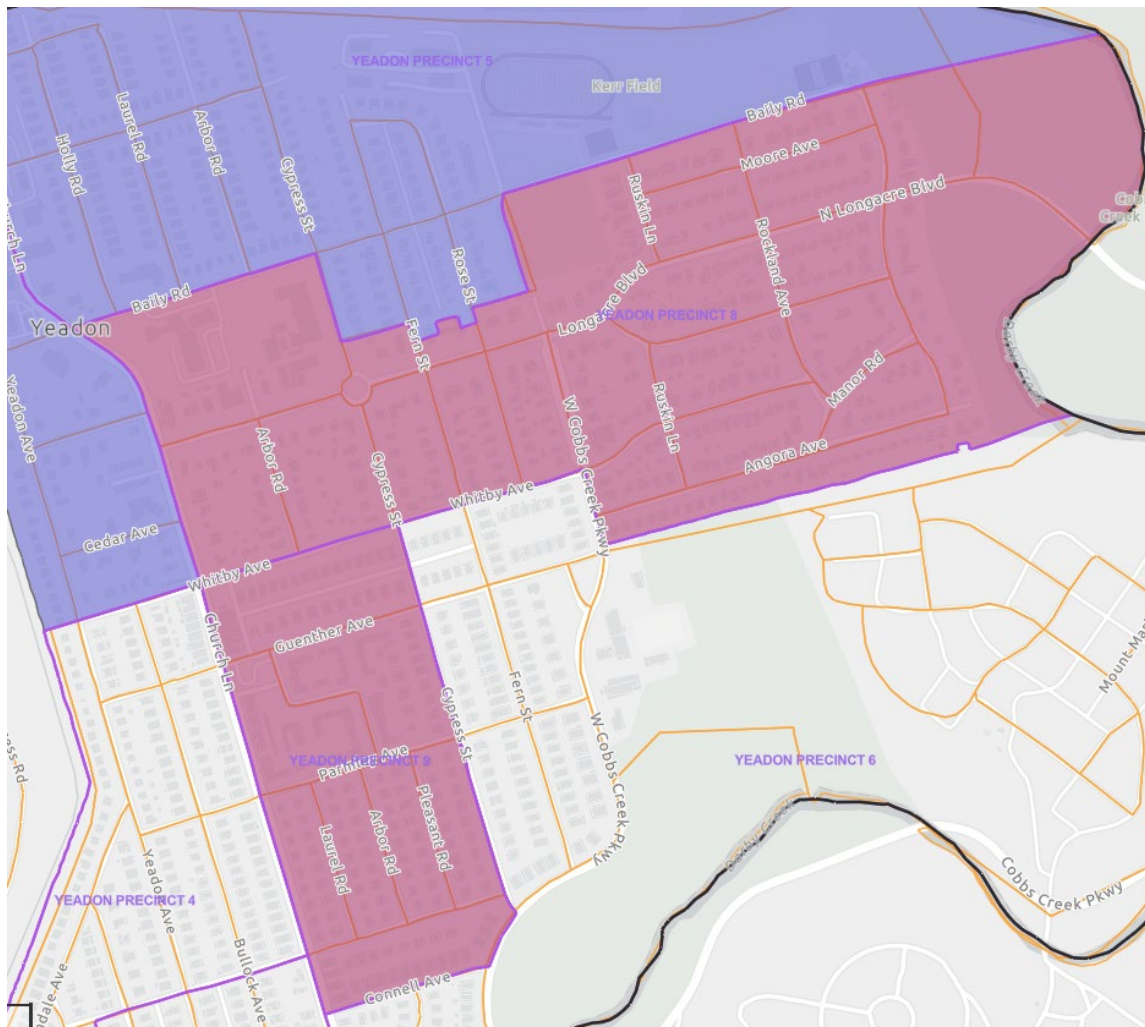 YEADON PRECINCT 5
Kerr Field
Laurel Rd
Arbor Rd
Holly Rd
Cypress St
Baily Rd
Moore Ave
Ruskin Ln
N Longacre Blvd
Rockland Ave
Rose St
Church Ln
Baily Rd
Yeadon
Fern St
Longacre Blvd
YEADON PRECINCT 8
Manor Rd
Ruskin Ln
Yeadon Ave
Arbor Rd
Cypress St
W Cobbs Creek Pkwy
Angora Ave
Whitby Ave
Cedar Ave
Whitby Ave
Church Ln
Guenther Ave
Fern St
Cypress St
W Cobbs Creek Pkwy
YEADON PRECINCT 9
YEADON PRECINCT 6
Pleasant Rd
Arbor Rd
Laurel Rd
Yeadon Ave
YEADON PRECINCT 4
Cobbs Creek Pkwy
Bullock Ave
Connell Ave